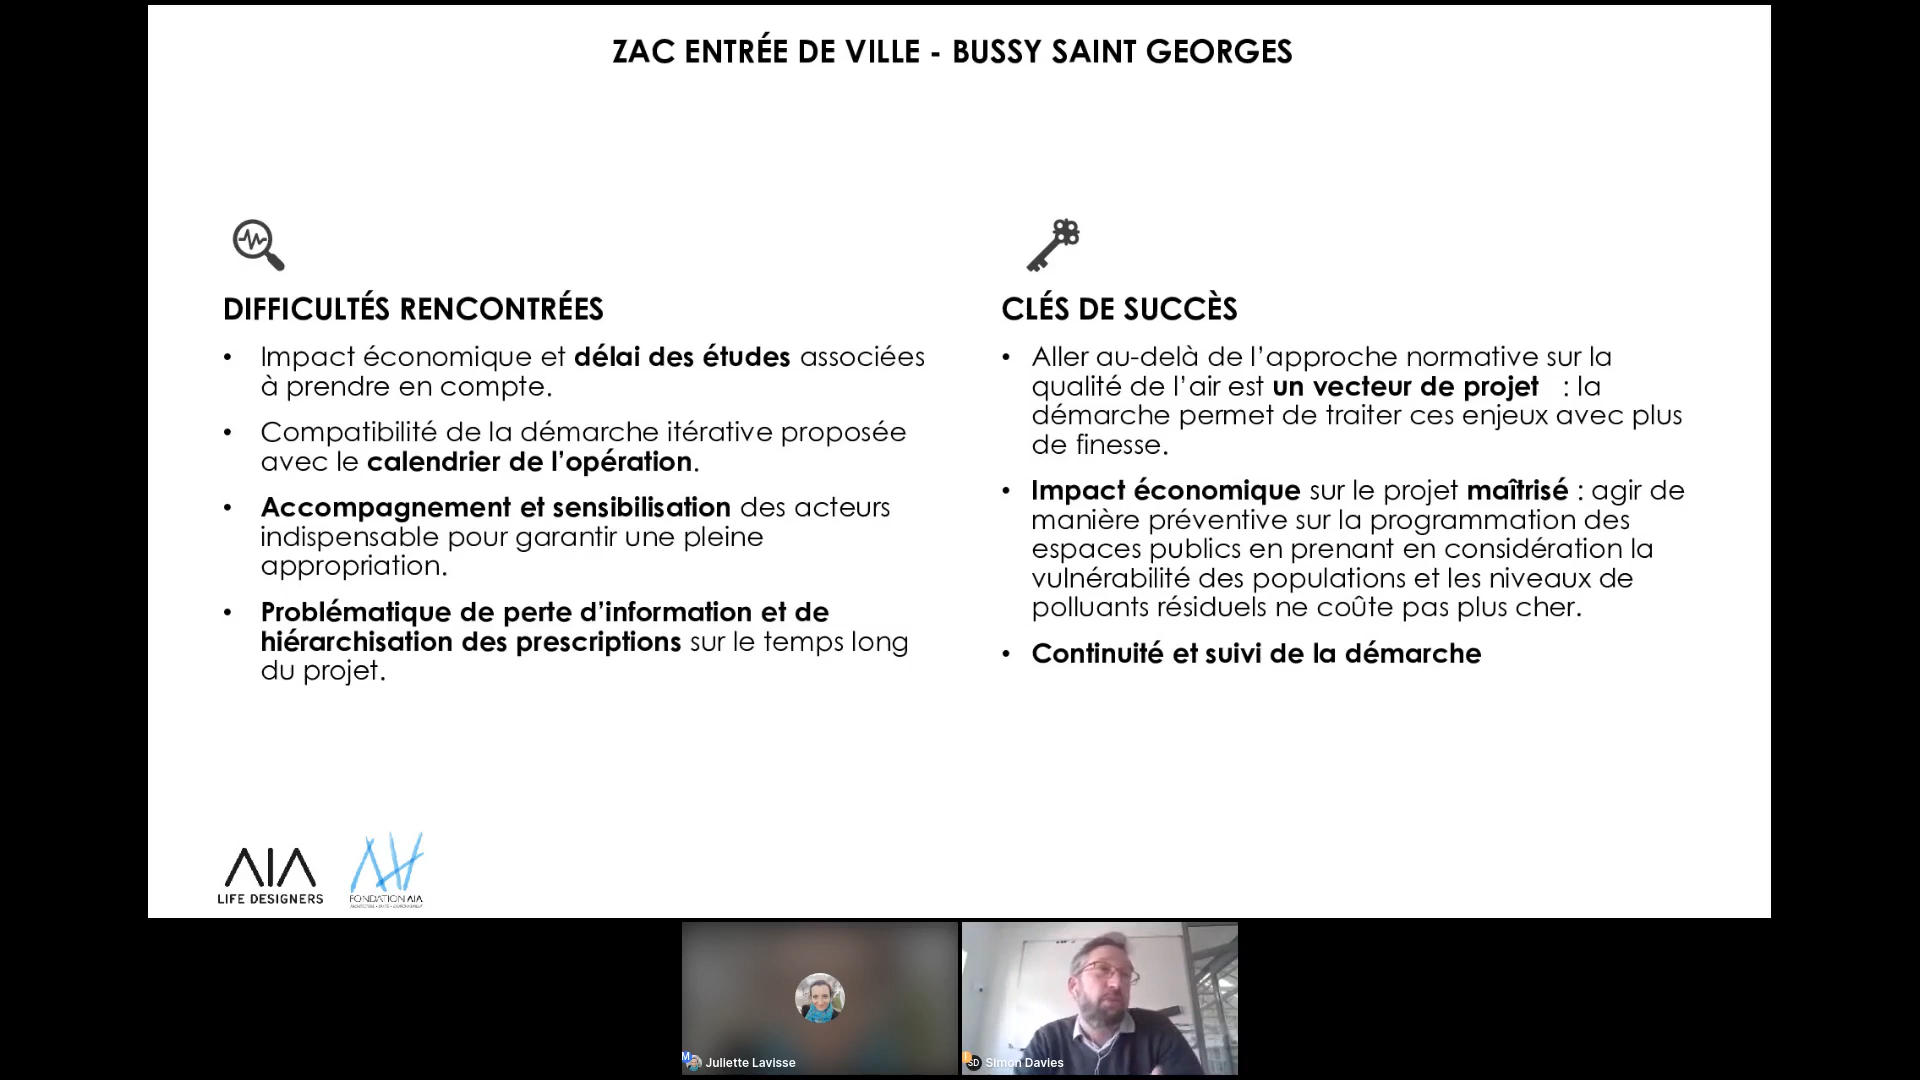 ZAC ENTRÉE DE VILLE - BUSSY SAINT GEORGES
DIFFICULTÉS RENCONTRÉES
• Impact économique et délai des études associées
à prendre en compte.
• Compatibilité de la démarche itérative proposée
avec le calendrier de l’opération.
• Accompagnement et sensibilisation des acteurs
indispensable pour garantir une pleine
appropriation.
• Problématique de perte d’information et de
hiérarchisation des prescriptions sur le temps long
du projet.
CLÉS DE SUCCÈS
• Aller au-delà de l’approche normative sur la
qualité de l’air est un vecteur de projet : la
démarche permet de traiter ces enjeux avec plus
de finesse.
• Impact économique sur le projet maîtrisé : agir de
manière préventive sur la programmation des
espaces publics en prenant en considération la
vulnérabilité des populations et les niveaux de
polluants résiduels ne coûte pas plus cher.
• Continuité et suivi de la démarche
AIA
LIFE DESIGNERS
FONDATION AIA
M
Juliette Lavisse
SD
Simon Davies